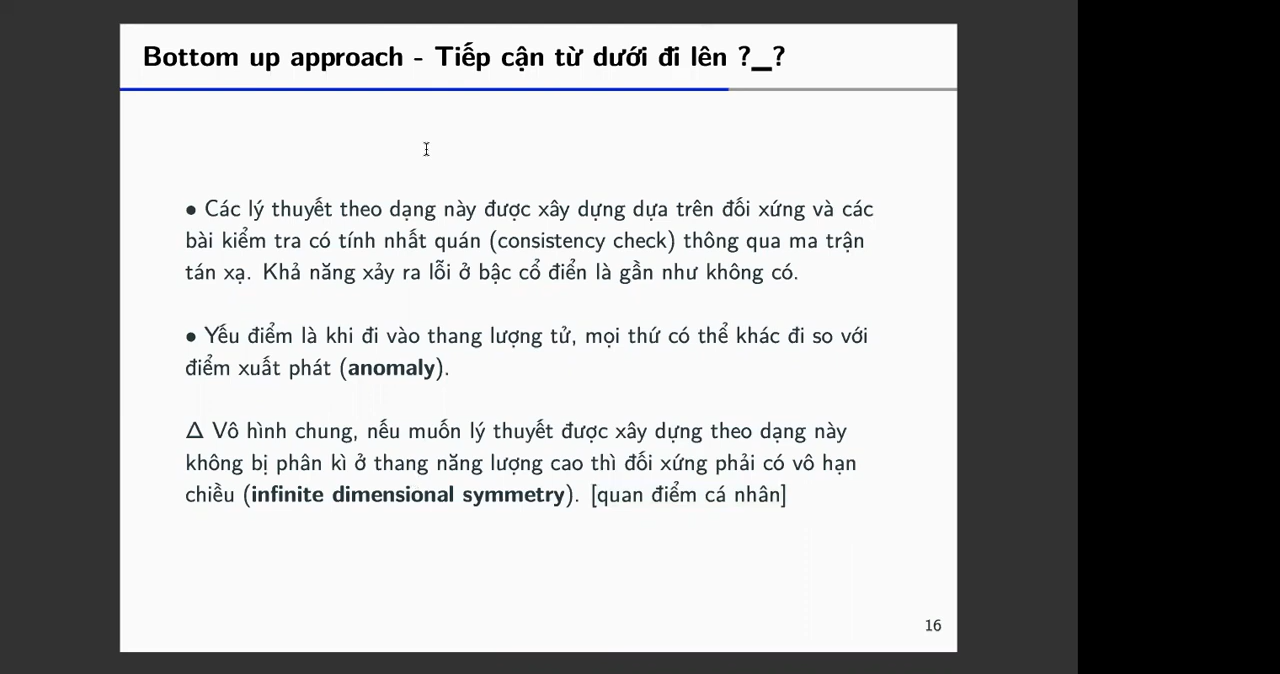 Bottom up approach - Tiếp cận từ dưới đi lên ?_?
• Các lý thuyết theo dạng này được xây dựng dựa trên đối xứng và các
bài kiểm tra có tính nhất quán (consistency check) thông qua ma trận
tán xạ. Khả năng xảy ra lỗi ở bậc cổ điển là gần như không có.
• Yếu điểm là khi đi vào thang lượng tử, mọi thứ có thể khác đi so với
điểm xuất phát (anomaly).
Δ Vô hình chung, nếu muốn lý thuyết được xây dựng theo dạng này
không bị phân kì ở thang năng lượng cao thì đối xứng phải có vô hạn
chiều (infinite dimensional symmetry). [quan điểm cá nhân]
16